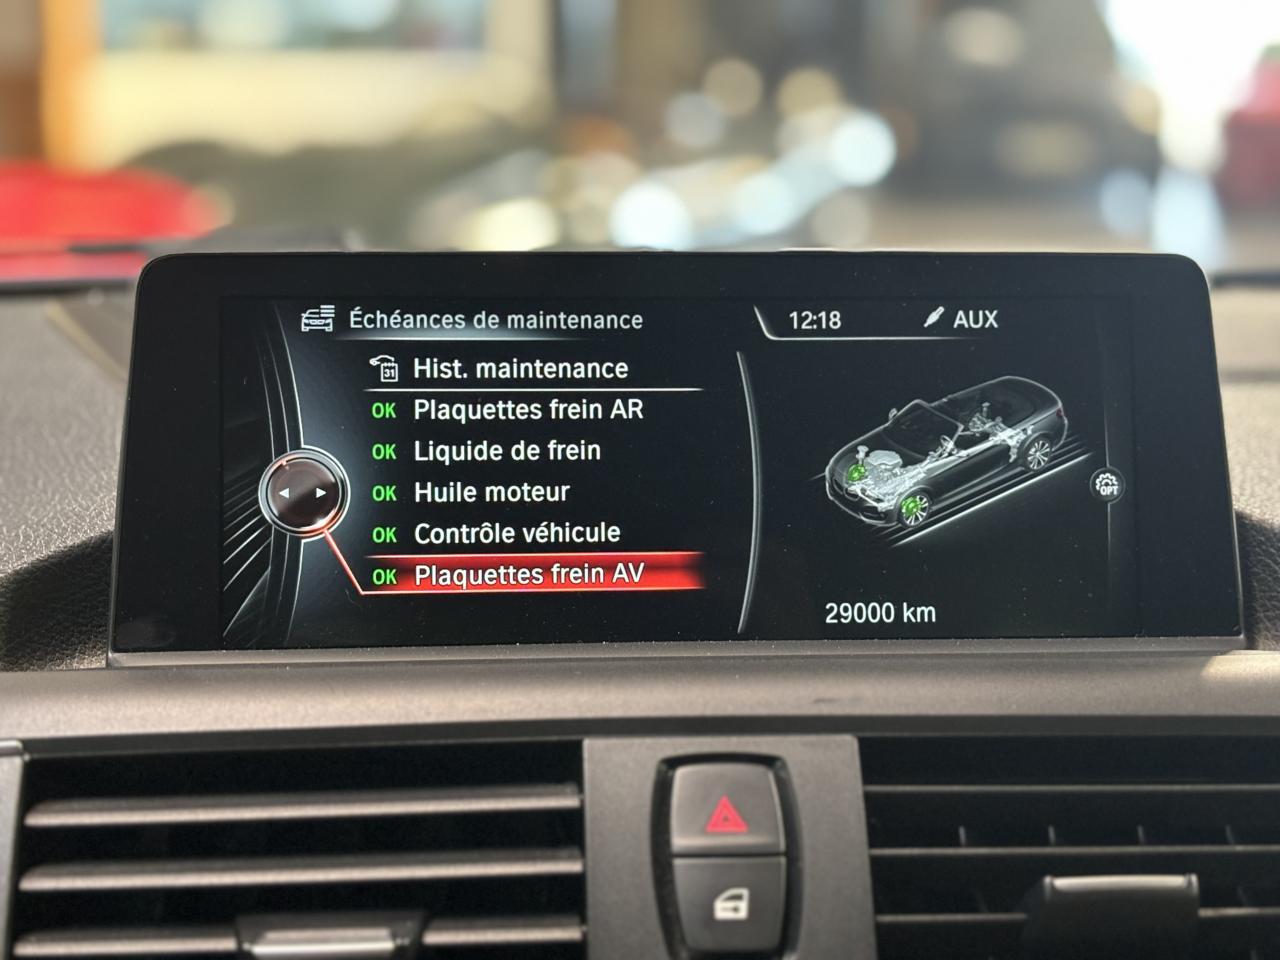 Échéances de maintenance
12:18
AUX
31
Hist. maintenance
OK Plaquettes frein AR
OK Liquide de frein
OK Huile moteur
OK Contrôle véhicule
OK Plaquettes frein AV
OPT
29000 km